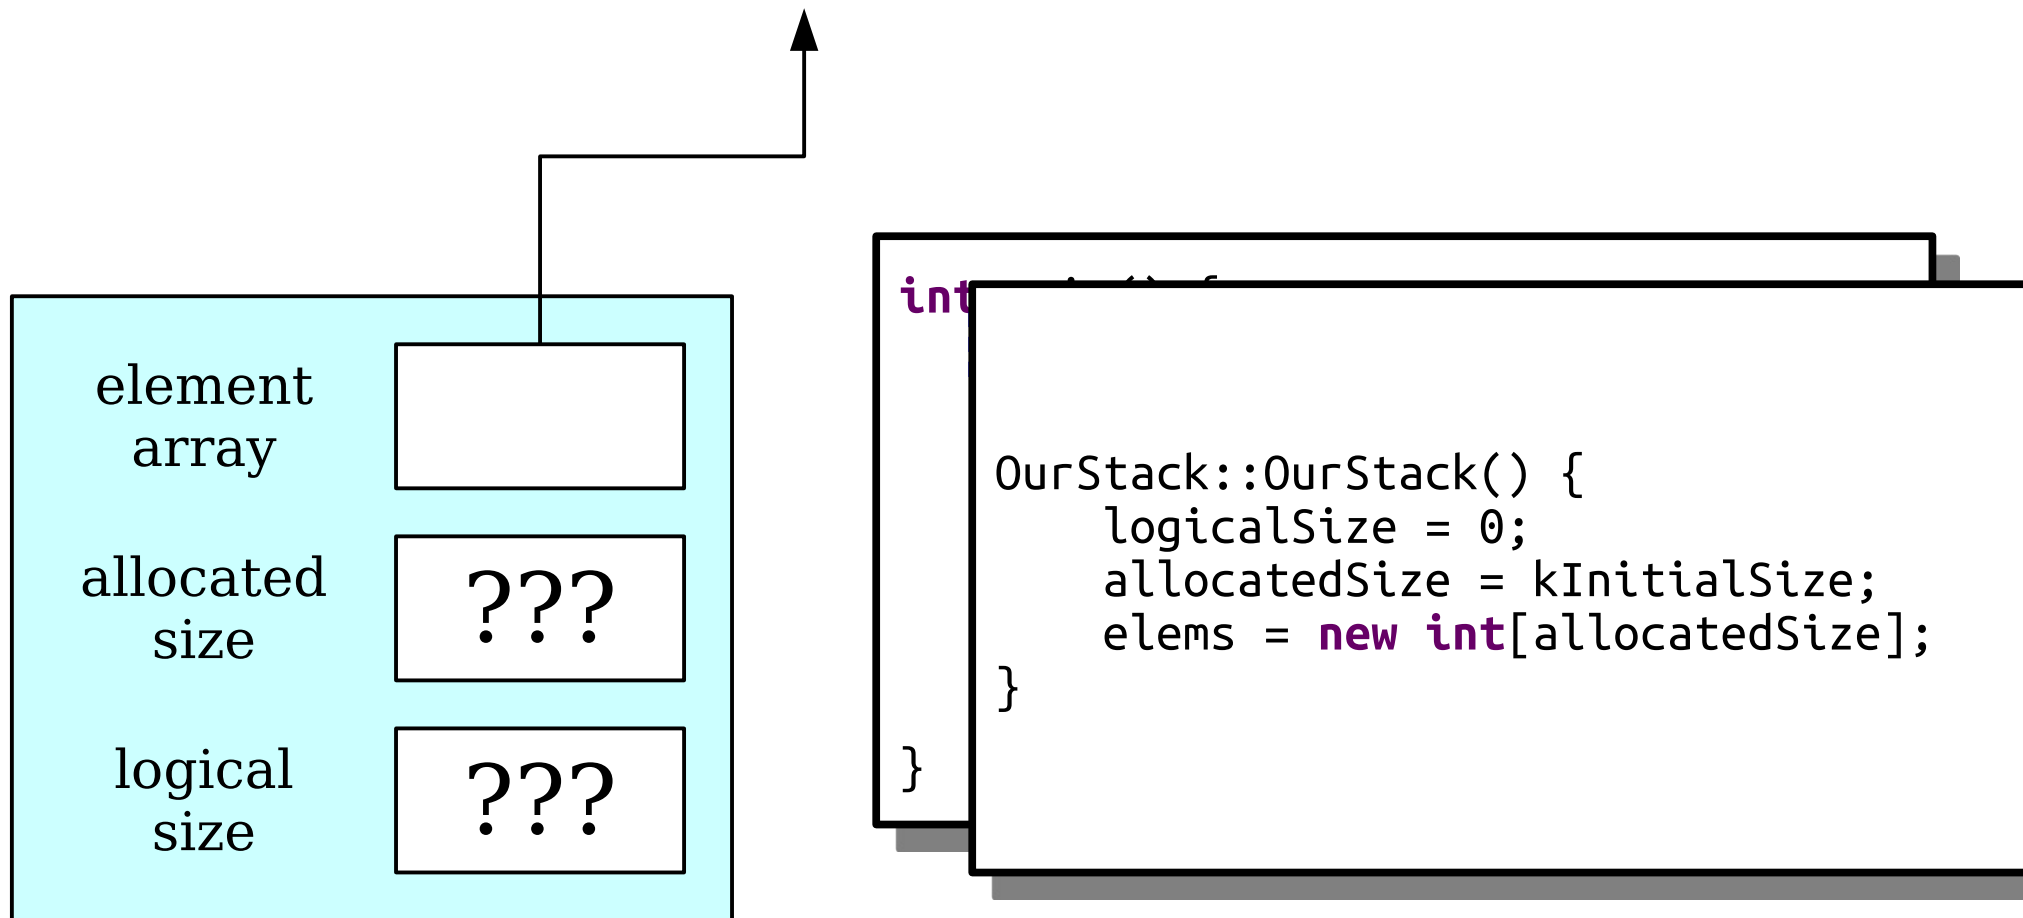 element
array
allocated
size
???
logical
size
???
int
}
OurStack::OurStack() {
    logicalSize = 0;
    allocatedSize = kInitialSize;
    elems = new int[allocatedSize];
}